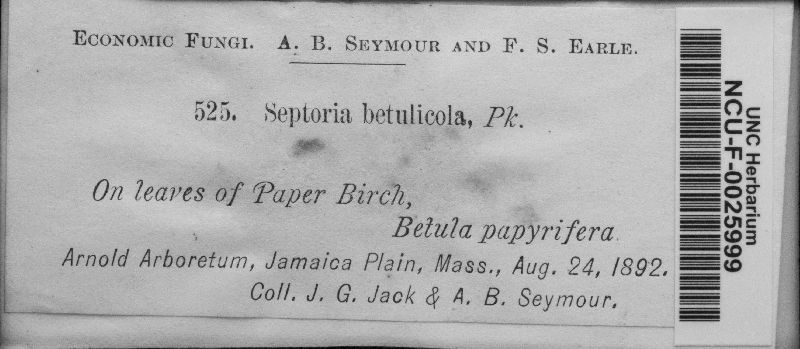 Economic Fungi. A. B. Seymour and F. S. Earle.
525. Septoria betulicola, Pk.
On leaves of Paper Birch,
Betula papyrifera.
Arnold Arboretum, Jamaica Plain, Mass., Aug. 24, 1892.
Coll. J. G. Jack & A. B. Seymour.
UNC Herbarium
NCU-F-0025999